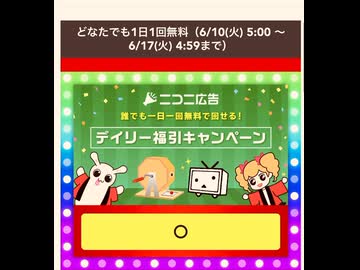 どなたでも1日1回無料（6/10(火) 5:00 ～
6/17(火) 4:59まで）
ニコニ広告
誰でも一日一回無料で回せる！
デイリー福引キャンペーン